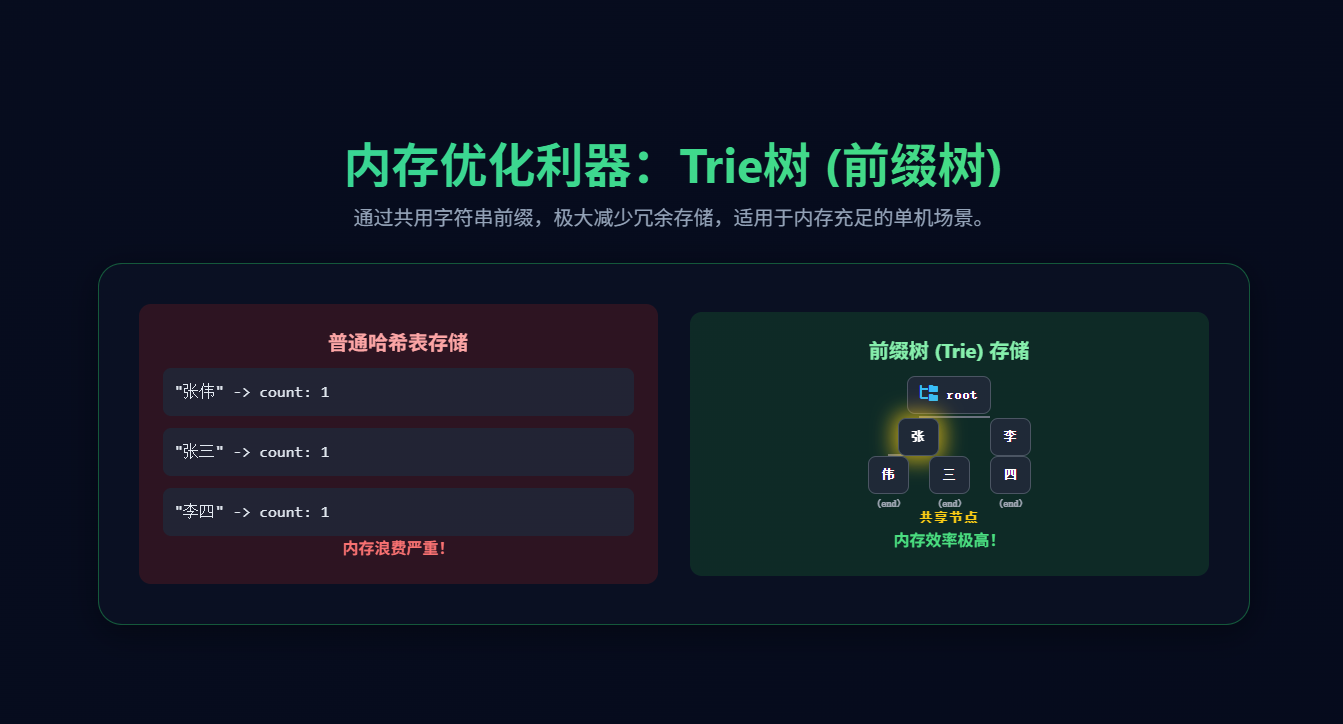 内存优化利器：Trie树 (前缀树)
通过共用字符串前缀，极大减少冗余存储，适用于内存充足的单机场景。
普通哈希表存储
"张伟" -> count: 1
"张三" -> count: 1
"李四" -> count: 1
内存浪费严重！
前缀树 (Trie) 存储
root
张 李
伟 三 四
(end) (end) (end)
共享节点
内存效率极高！